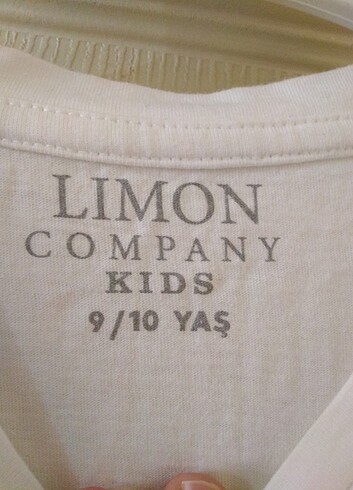 LIMON
COMPANY
KIDS
9/10 YAŞ